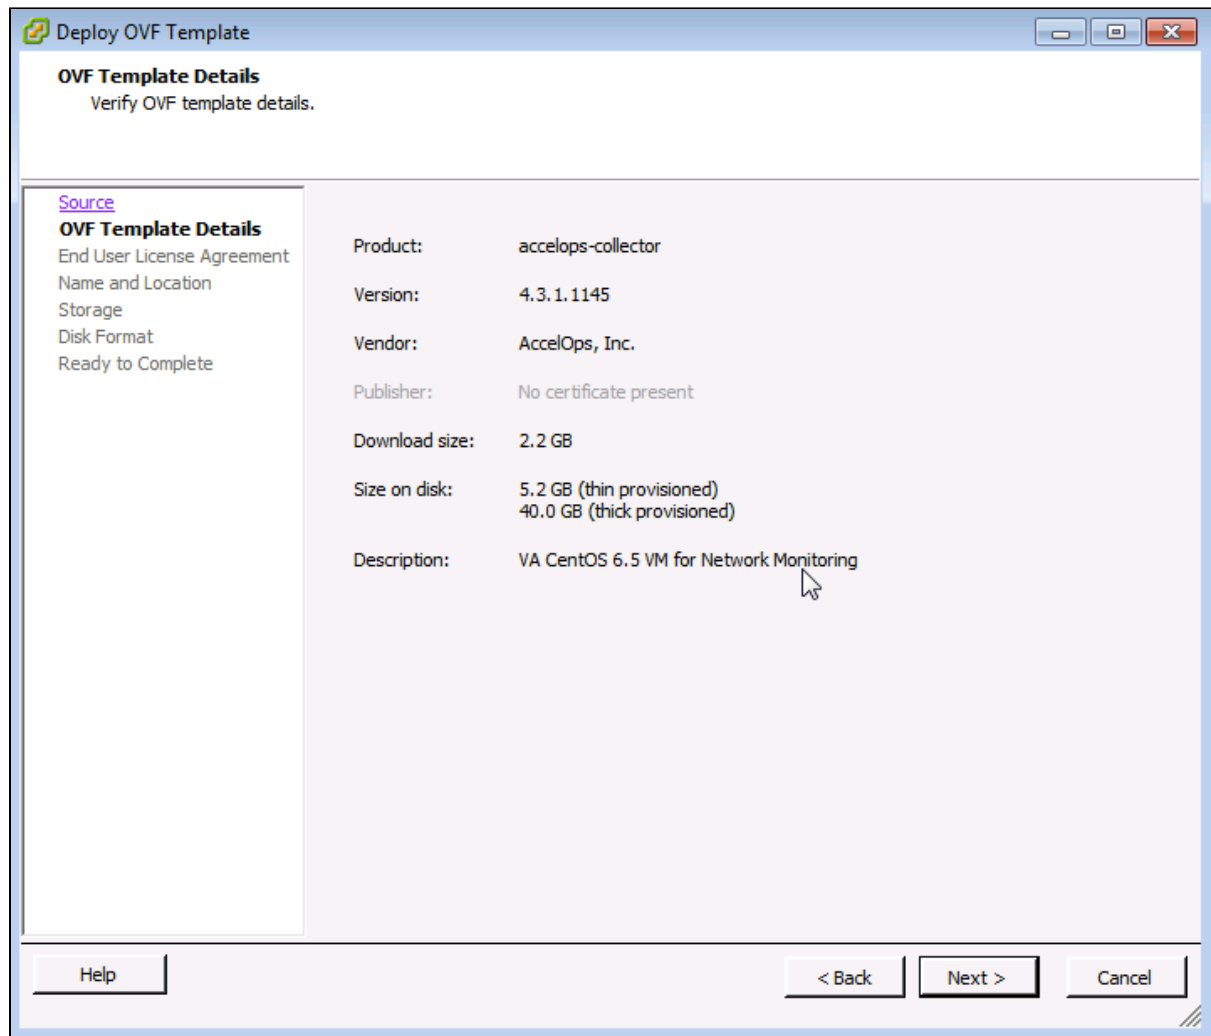 Deploy OVF Template
OVF Template Details
Verify OVF template details.
Source
OVF Template Details
End User License Agreement
Name and Location
Storage
Disk Format
Ready to Complete
Product: accelops-collector
Version: 4.3.1.1145
Vendor: AccelOps, Inc.
Publisher: No certificate present
Download size: 2.2 GB
Size on disk: 5.2 GB (thin provisioned)
40.0 GB (thick provisioned)
Description: VA CentOS 6.5 VM for Network Monitoring
Help < Back Next > Cancel